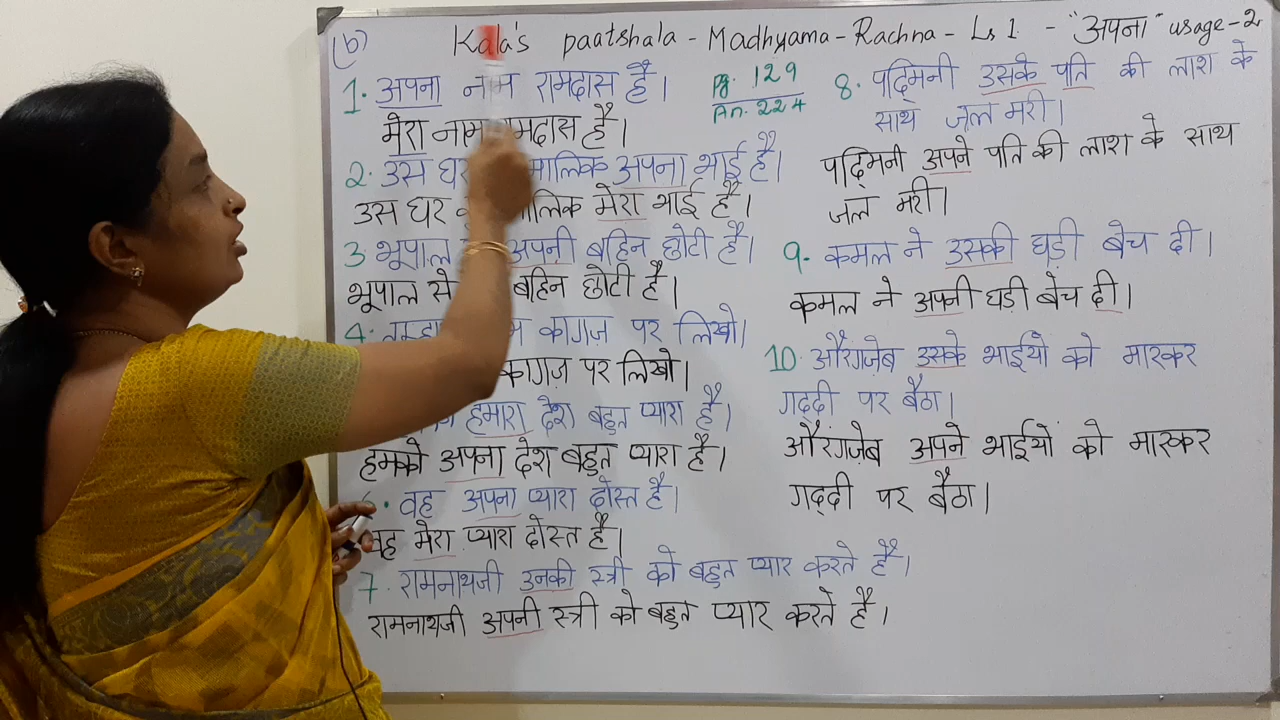 (b) Kala's paatshala - Madhyama - Rachna - Ls 1. - "अपना" usage - 2
1. अपना नाम रामदास है।
मेरा नाम रामदास है।
2. उस घर मालिक अपना भाई है।
उस घर मालिक मेरा भाई है।
3. भूपाल अपनी बहिन छोटी है।
भूपाल से बहिन छोटी है।
4. कागज़ पर लिखो।
कागज़ पर लिखो।
हमारा देश बहुत प्यारा है।
हमको अपना देश बहुत प्यारा है।
वह अपना प्यारा दोस्त है।
वह मेरा प्यारा दोस्त है।
7. रामनाथजी उनकी स्त्री को बहुत प्यार करते हैं।
रामनाथजी अपनी स्त्री को बहुत प्यार करते है।
Pg. 129
An. 224
8. पद्मिनी उसके पति की लाश के
साथ जल मरी।
पद्मिनी अपने पति की लाश के साथ
जल मरी।
9. कमल ने उसकी घड़ी बेच दी।
कमल ने अपनी घड़ी बेच दी।
10. औरंगजेब उसके भाईयों को मारकर
गद्दी पर बैठा।
औरंगज़ेब अपने भाईयों को मारकर
गद्दी पर बैठा।